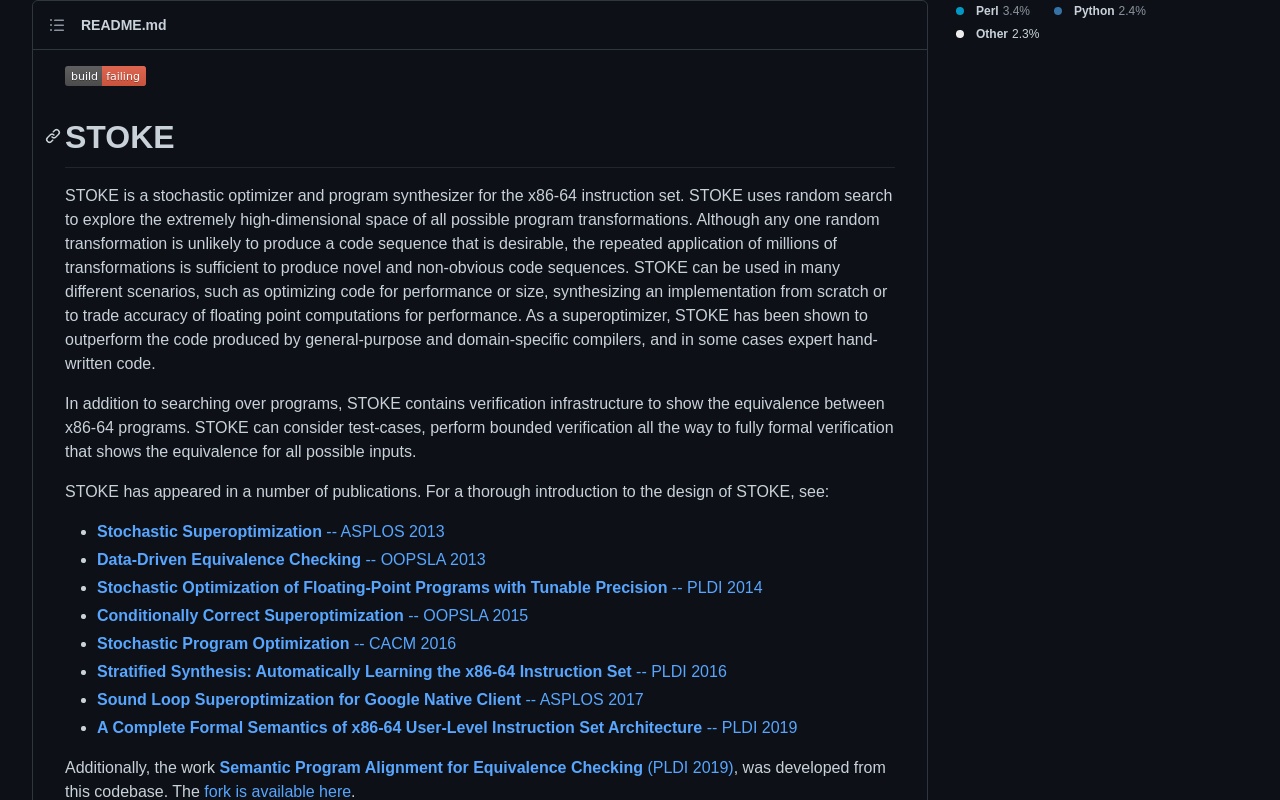 README.md
Perl 3.4%
Python 2.4%
Other 2.3%
build failing
STOKE
STOKE is a stochastic optimizer and program synthesizer for the x86-64 instruction set. STOKE uses random search
to explore the extremely high-dimensional space of all possible program transformations. Although any one random
transformation is unlikely to produce a code sequence that is desirable, the repeated application of millions of
transformations is sufficient to produce novel and non-obvious code sequences. STOKE can be used in many
different scenarios, such as optimizing code for performance or size, synthesizing an implementation from scratch or
to trade accuracy of floating point computations for performance. As a superoptimizer, STOKE has been shown to
outperform the code produced by general-purpose and domain-specific compilers, and in some cases expert hand-
written code.
In addition to searching over programs, STOKE contains verification infrastructure to show the equivalence between
x86-64 programs. STOKE can consider test-cases, perform bounded verification all the way to fully formal verification
that shows the equivalence for all possible inputs.
STOKE has appeared in a number of publications. For a thorough introduction to the design of STOKE, see:
Stochastic Superoptimization -- ASPLOS 2013
Data-Driven Equivalence Checking -- OOPSLA 2013
Stochastic Optimization of Floating-Point Programs with Tunable Precision -- PLDI 2014
Conditionally Correct Superoptimization -- OOPSLA 2015
Stochastic Program Optimization -- CACM 2016
Stratified Synthesis: Automatically Learning the x86-64 Instruction Set -- PLDI 2016
Sound Loop Superoptimization for Google Native Client -- ASPLOS 2017
A Complete Formal Semantics of x86-64 User-Level Instruction Set Architecture -- PLDI 2019
Additionally, the work Semantic Program Alignment for Equivalence Checking (PLDI 2019), was developed from
this codebase. The fork is available here.